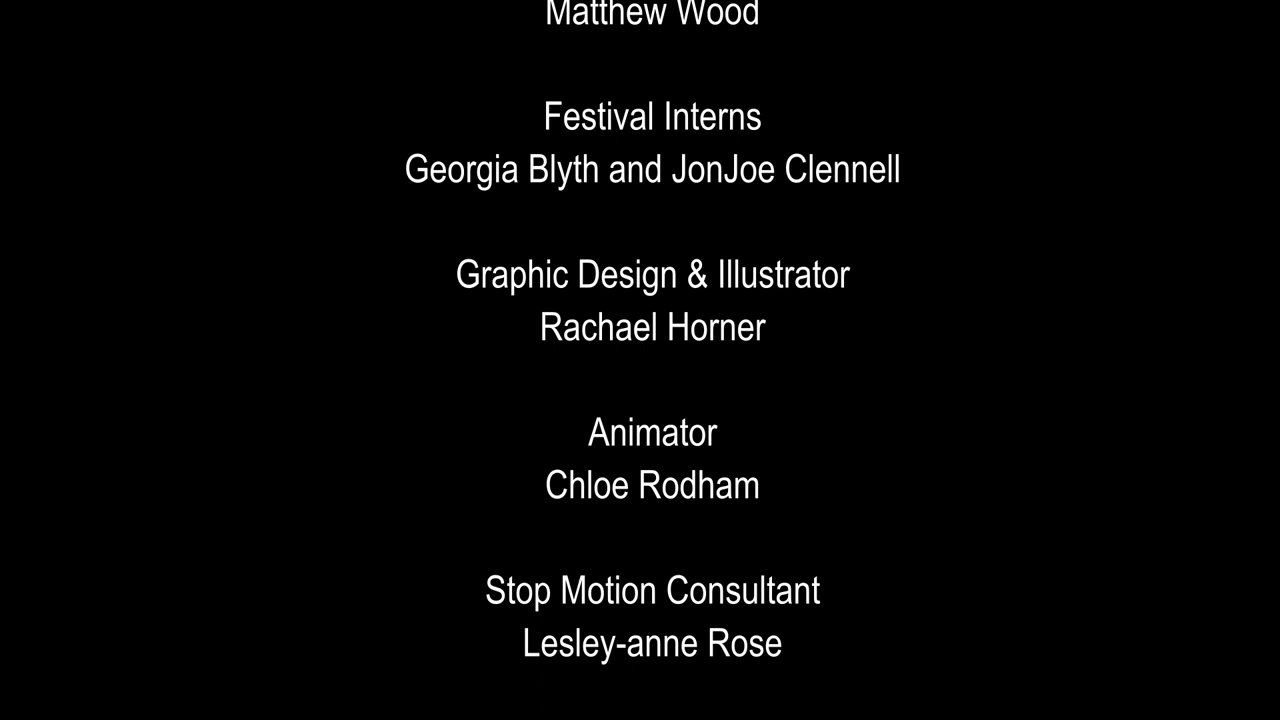 Matthew Wood
Festival Interns
Georgia Blyth and JonJoe Clennell
Graphic Design & Illustrator
Rachael Horner
Animator
Chloe Rodham
Stop Motion Consultant
Lesley-anne Rose